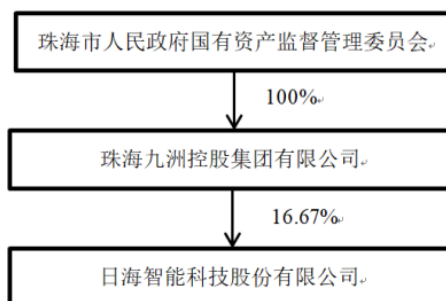 珠海市人民政府国有资产监督管理委员会
100%
珠海九洲控股集团有限公司
16.67%
日海智能科技股份有限公司